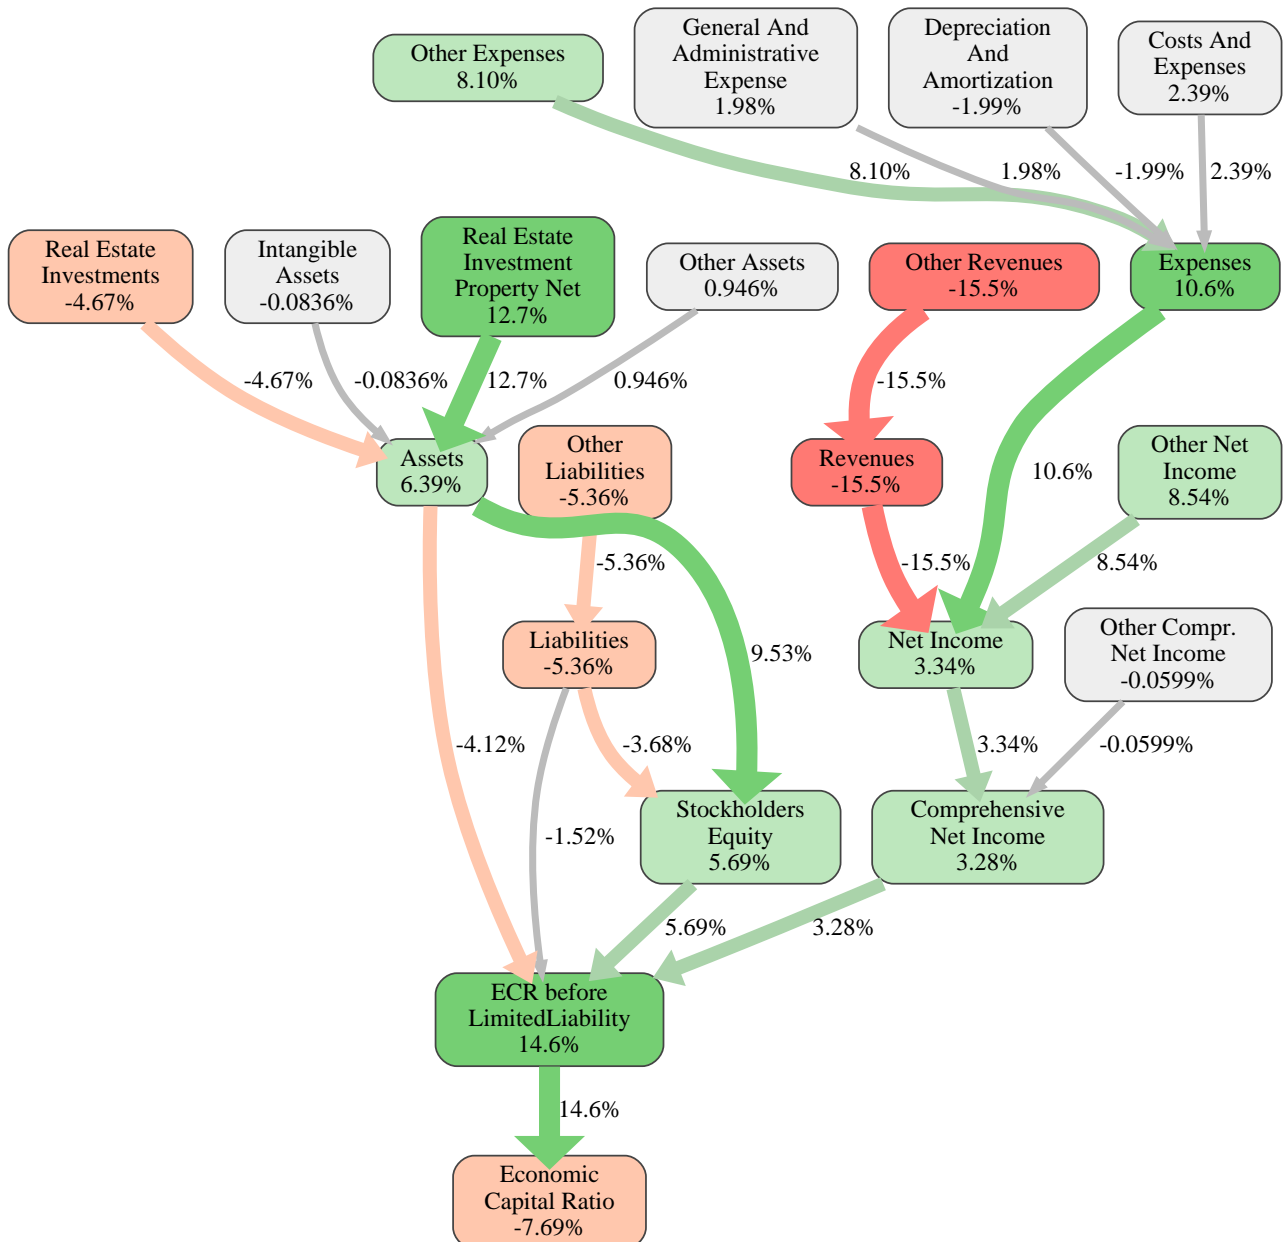 Other Expenses
8.10%
General And
Administrative
Expense
1.98%
Depreciation
And
Amortization
-1.99%
Costs And
Expenses
2.39%
8.10%
1.98%
-1.99%
2.39%
Real Estate
Investments
-4.67%
Intangible
Assets
-0.0836%
Real Estate
Investment
Property Net
12.7%
Other Assets
0.946%
Other Revenues
-15.5%
Expenses
10.6%
-4.67%
-0.0836%
12.7%
0.946%
-15.5%
Assets
6.39%
Other
Liabilities
-5.36%
Revenues
-15.5%
10.6%
Other Net
Income
8.54%
-5.36%
-15.5%
8.54%
Liabilities
-5.36%
9.53%
Net Income
3.34%
Other Compr.
Net Income
-0.0599%
-4.12%
-3.68%
3.34%
-0.0599%
-1.52%
Stockholders
Equity
5.69%
Comprehensive
Net Income
3.28%
5.69%
3.28%
ECR before
LimitedLiability
14.6%
14.6%
Economic
Capital Ratio
-7.69%